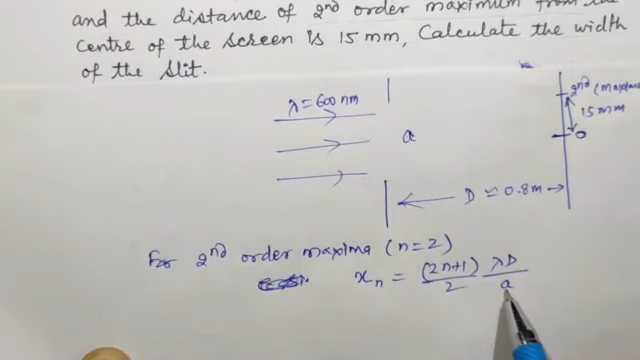 and the distance of 2nd order maximum from the
centre of the screen is 15 mm, Calculate the width
of the slit.
λ = 600 nm
a
2nd (maxima
15 mm
0
D = 0.8m
For 2nd order maxima (n=2)
xn = (2n+1)/2 λD/a